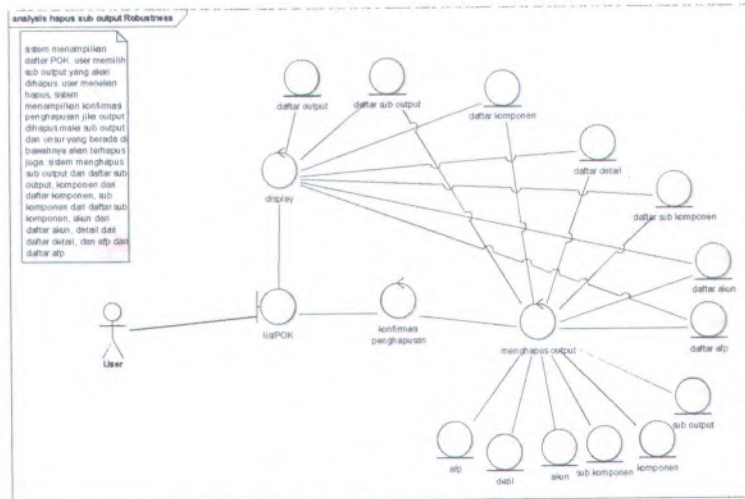 analysis hapus sub output Robustness
sistem menampilkan
daftar POK, user memilih
sub output yang akan
dihapus, user menekan
hapus, sistem
menampilkan konfirmasi
penghapusan jika output
dihapus maka sub output
dan unsur yang berada di
bawahnya akan terhapus
juga. sistem menghapus
sub output dari daftar sub
output, komponen dari
daftar komponen, sub
komponen dari daftar sub
komponen, akun dari
daftar akun, detail dari
daftar detail, dan afp dari
daftar afp
daftar output
daftar sub output
daftar komponen
daftar detail
display
daftar sub komponen
daftar akun
User
listPOK
konfirmasi
penghapusan
menghapus output
daftar afp
sub output
afp
detil
akun
sub komponen
komponen